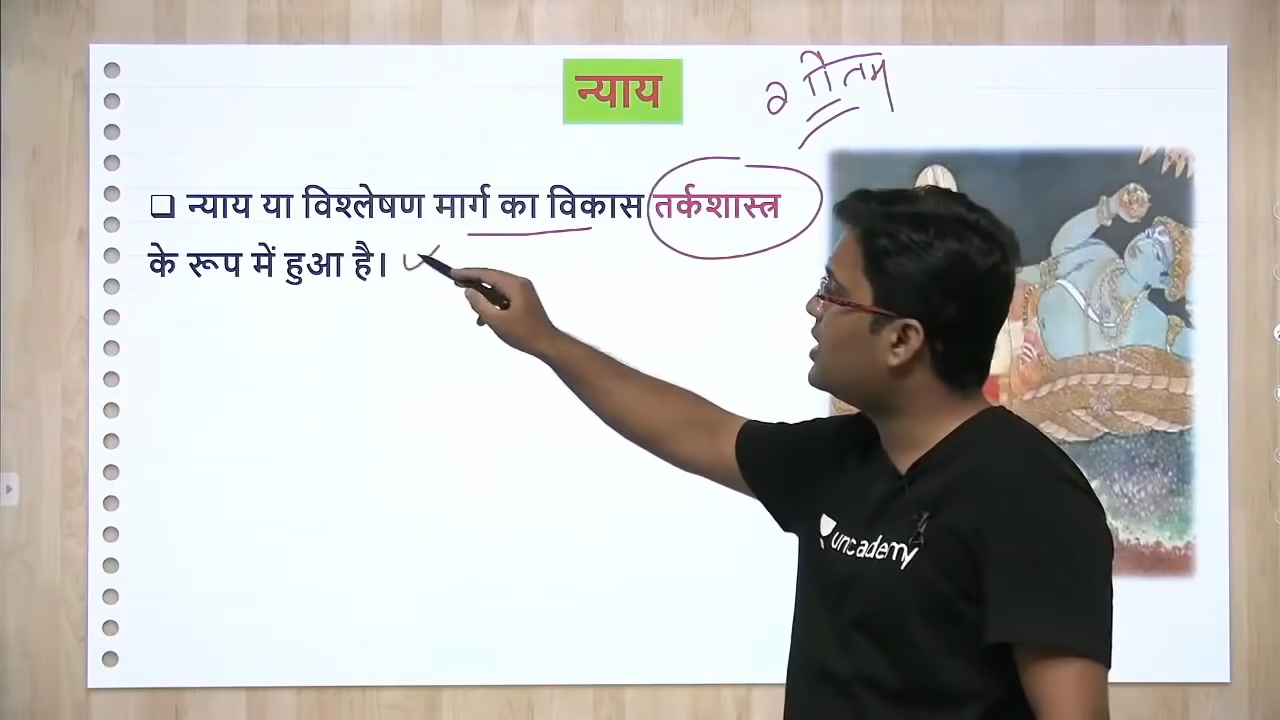 न्याय
गौतम
❑ न्याय या विश्लेषण मार्ग का विकास तर्कशास्त्र
के रूप में हुआ है।
unacademy